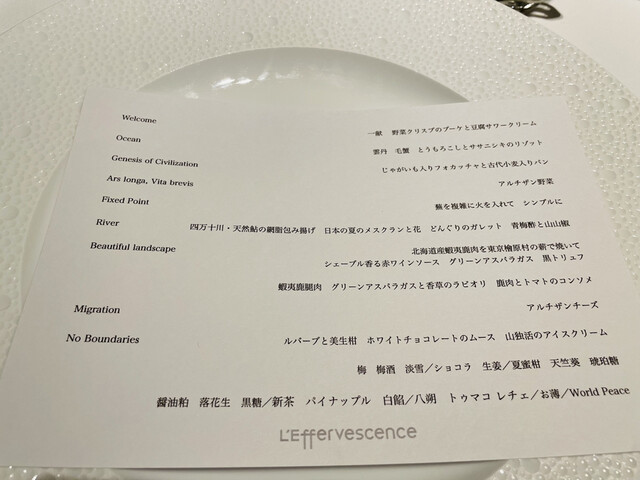 Welcome 一献 野菜クリスプのブーケと豆腐サワークリーム
Ocean 雲丹 毛蟹 とうもろこしとササニシキのリゾット
Genesis of Civilization じゃがいも入りフォカッチャと古代小麦入りパン
Ars longa, Vita brevis アルチザン野菜
Fixed Point 蕪を複雑に火を入れて シンプルに
River 四万十川・天然鮎の網脂包み揚げ 日本の夏のメスクランと花 どんぐりのガレット 青梅酢と山山椒
Beautiful landscape 北海道産蝦夷鹿肉を東京檜原村の薪で焼いて
シェーブル香る赤ワインソース グリーンアスパラガス 黒トリュフ
蝦夷鹿腿肉 グリーンアスパラガスと香草のラビオリ 鹿肉とトマトのコンソメ
Migration アルチザンチーズ
No Boundaries ルバーブと美生柑 ホワイトチョコレートのムース 山独活のアイスクリーム
梅 梅酒 淡雪／ショコラ 生姜／夏蜜柑 天竺葵 琥珀糖
醤油粕 落花生 黒糖／新茶 パイナップル 白餡／八朔 トゥマコ レチェ／お薄／World Peace
L'Effervescence